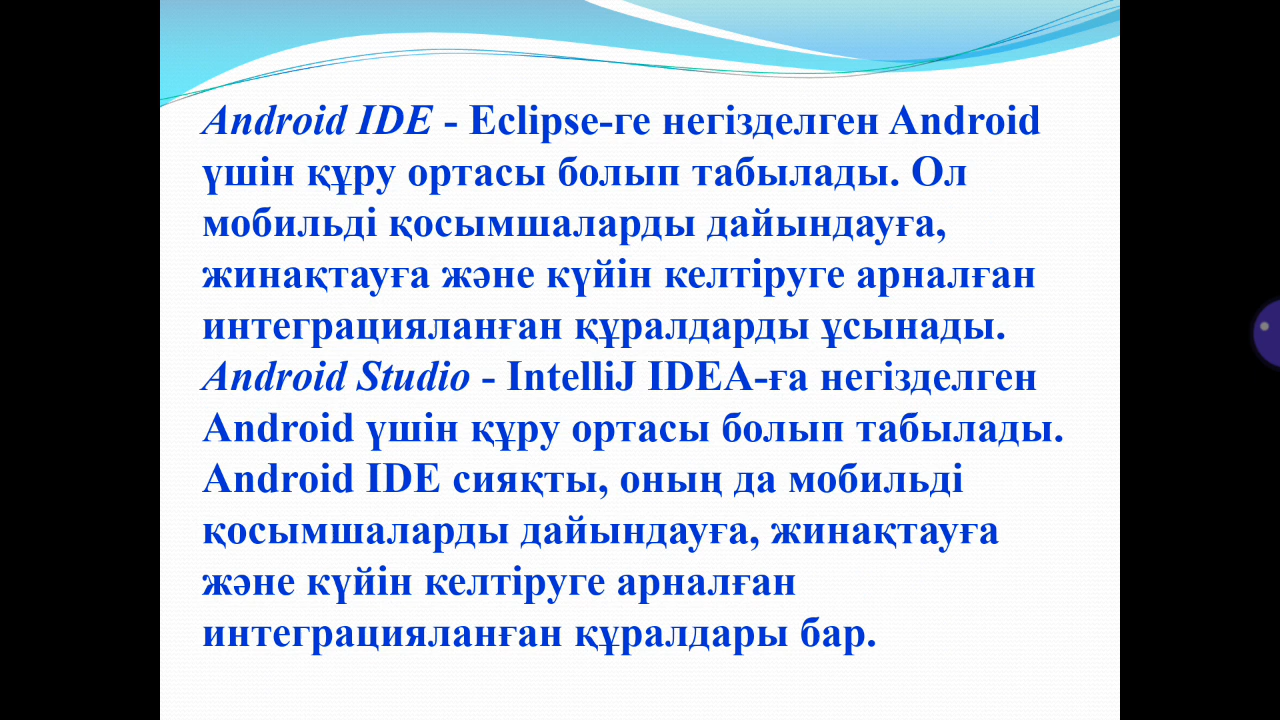 Android IDE - Eclipse-ге негізделген Android
үшін құру ортасы болып табылады. Ол
мобильді қосымшаларды дайындауға,
жинақтауға және күйін келтіруге арналған
интеграцияланған құралдарды ұсынады.
Android Studio - IntelliJ IDEA-ға негізделген
Android үшін құру ортасы болып табылады.
Android IDE сияқты, оның да мобильді
қосымшаларды дайындауға, жинақтауға
және күйін келтіруге арналған
интеграцияланған құралдары бар.